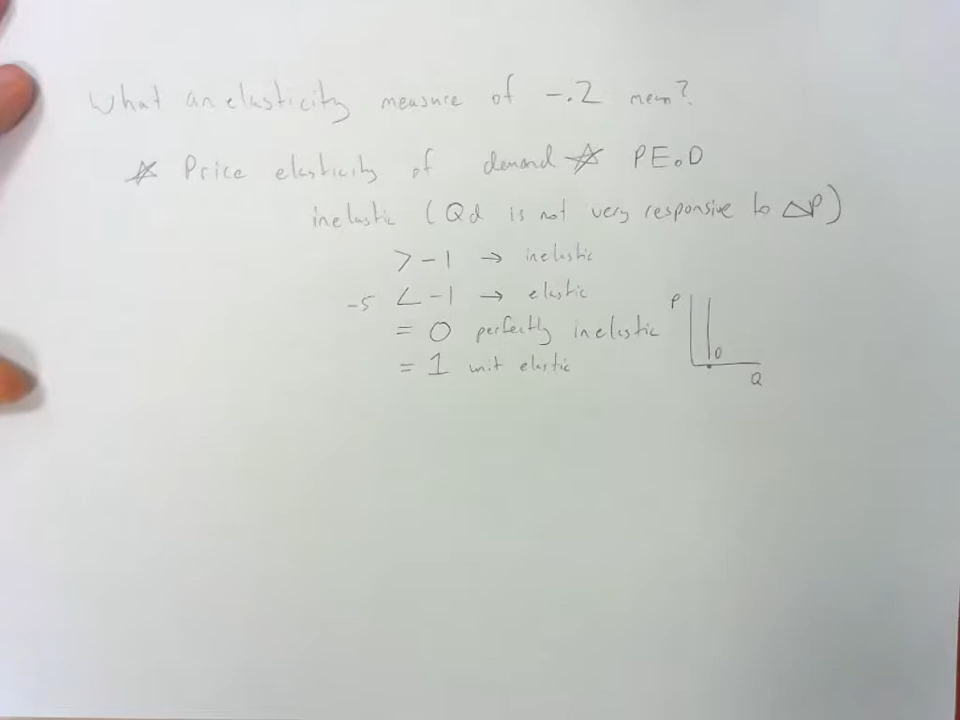 What an elasticity measure of -.2 mean?
☆ Price elasticity of demand ☆ PEoD
inelastic (Qd is not very responsive to ΔP)
> -1 → inelastic
-5 < -1 → elastic
= 0 perfectly inelastic
= 1 unit elastic
P
0
Q